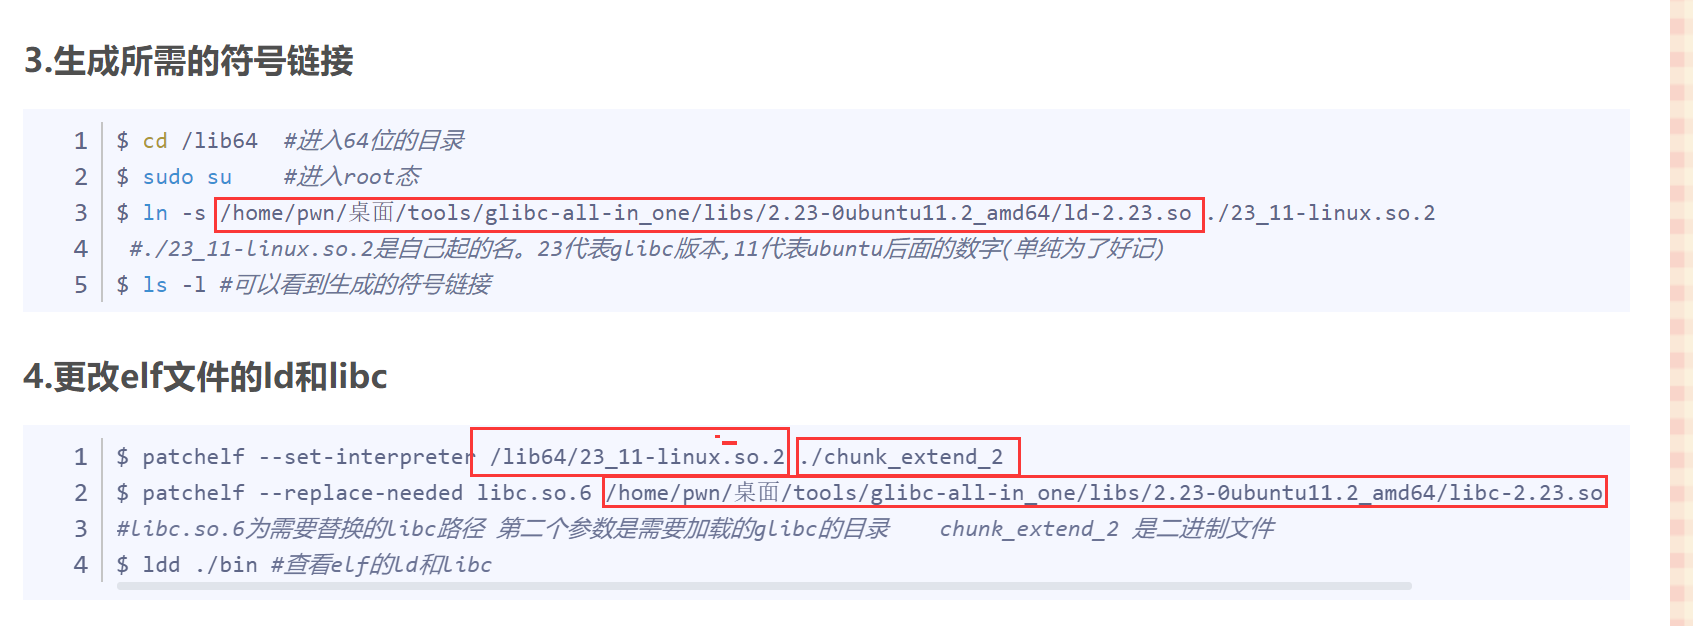 3.生成所需的符号链接
1 $ cd /lib64  #进入64位的目录
2 $ sudo su    #进入root态
3 $ ln -s /home/pwn/桌面/tools/glibc-all-in_one/libs/2.23-0ubuntu11.2_amd64/ld-2.23.so ./23_11-linux.so.2
4  #./23_11-linux.so.2是自己起的名。23代表glibc版本,11代表ubuntu后面的数字(单纯为了好记)
5 $ ls -l #可以看到生成的符号链接
4.更改elf文件的ld和libc
1 $ patchelf --set-interpreter /lib64/23_11-linux.so.2 ./chunk_extend_2
2 $ patchelf --replace-needed libc.so.6 /home/pwn/桌面/tools/glibc-all-in_one/libs/2.23-0ubuntu11.2_amd64/libc-2.23.so
3 #libc.so.6为需要替换的libc路径 第二个参数是需要加载的glibc的目录    chunk_extend_2 是二进制文件
4 $ ldd ./bin #查看elf的ld和libc